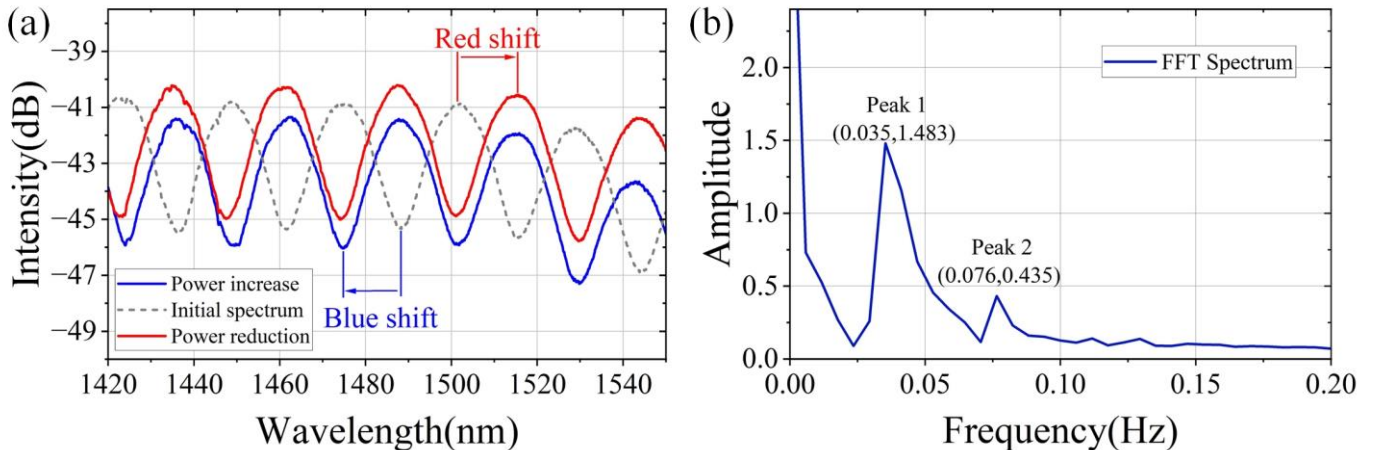 (a)
Intensity(dB)
−39
−41
−43
−45
−47
−49
Red shift
Blue shift
Power increase
Initial spectrum
Power reduction
1420 1440 1460 1480 1500 1520 1540
Wavelength(nm)
(b)
Amplitude
2.0
1.5
1.0
0.5
0.0
FFT Spectrum
Peak 1
(0.035,1.483)
Peak 2
(0.076,0.435)
0.00 0.05 0.10 0.15 0.20
Frequency(Hz)